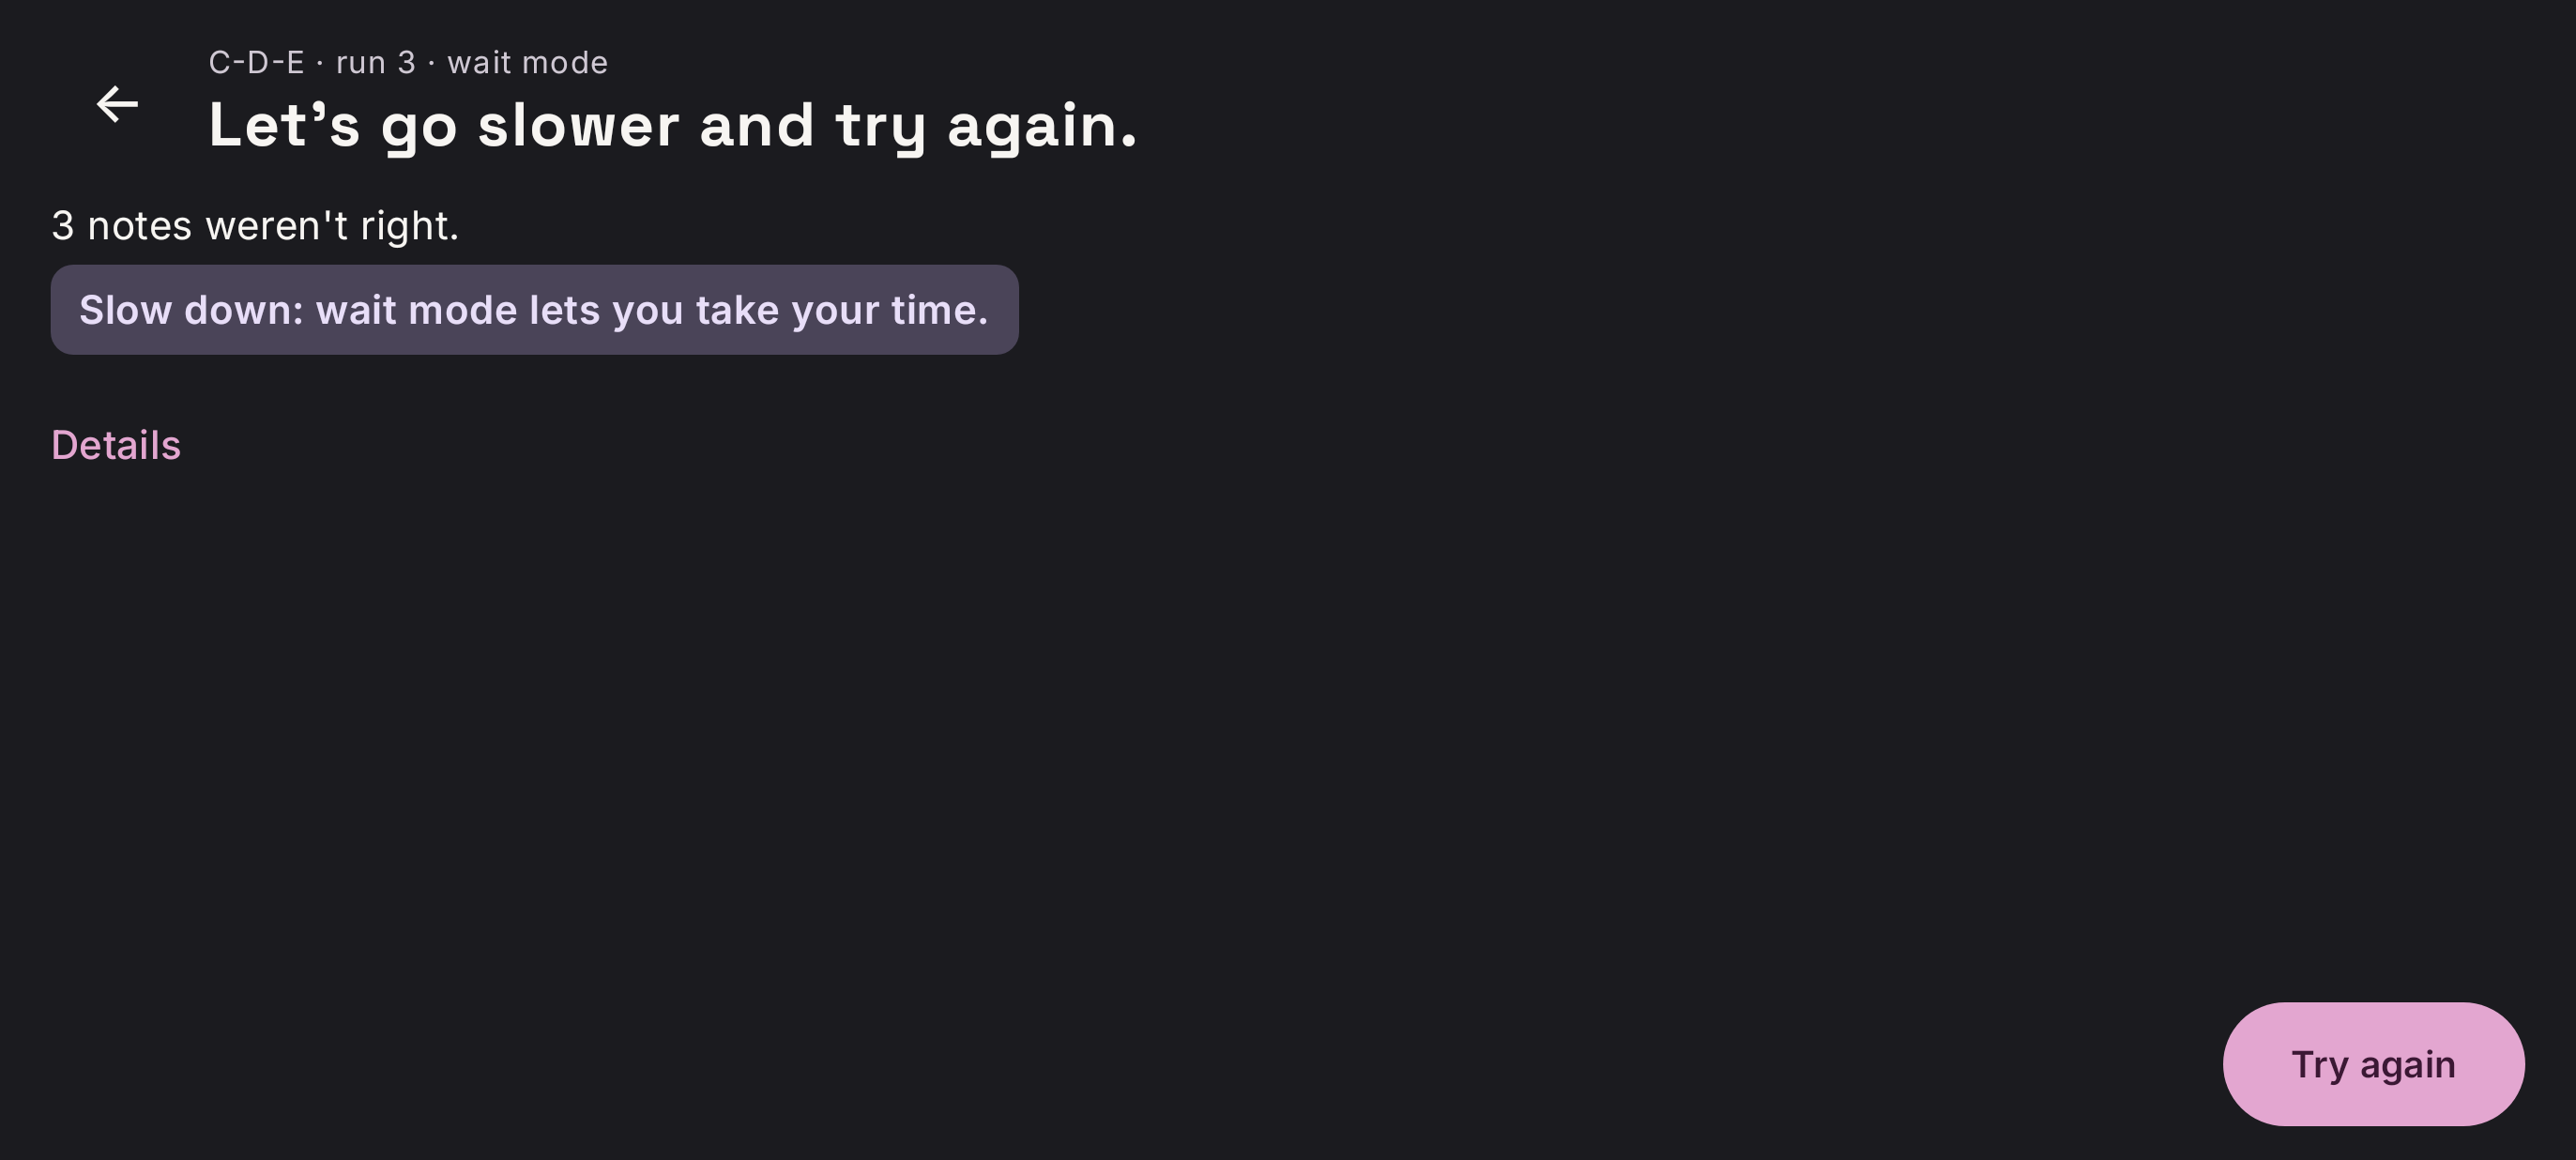 C-D-E · run 3 · wait mode
Let’s go slower and try again.
3 notes weren't right.
Slow down: wait mode lets you take your time.
Details
Try again